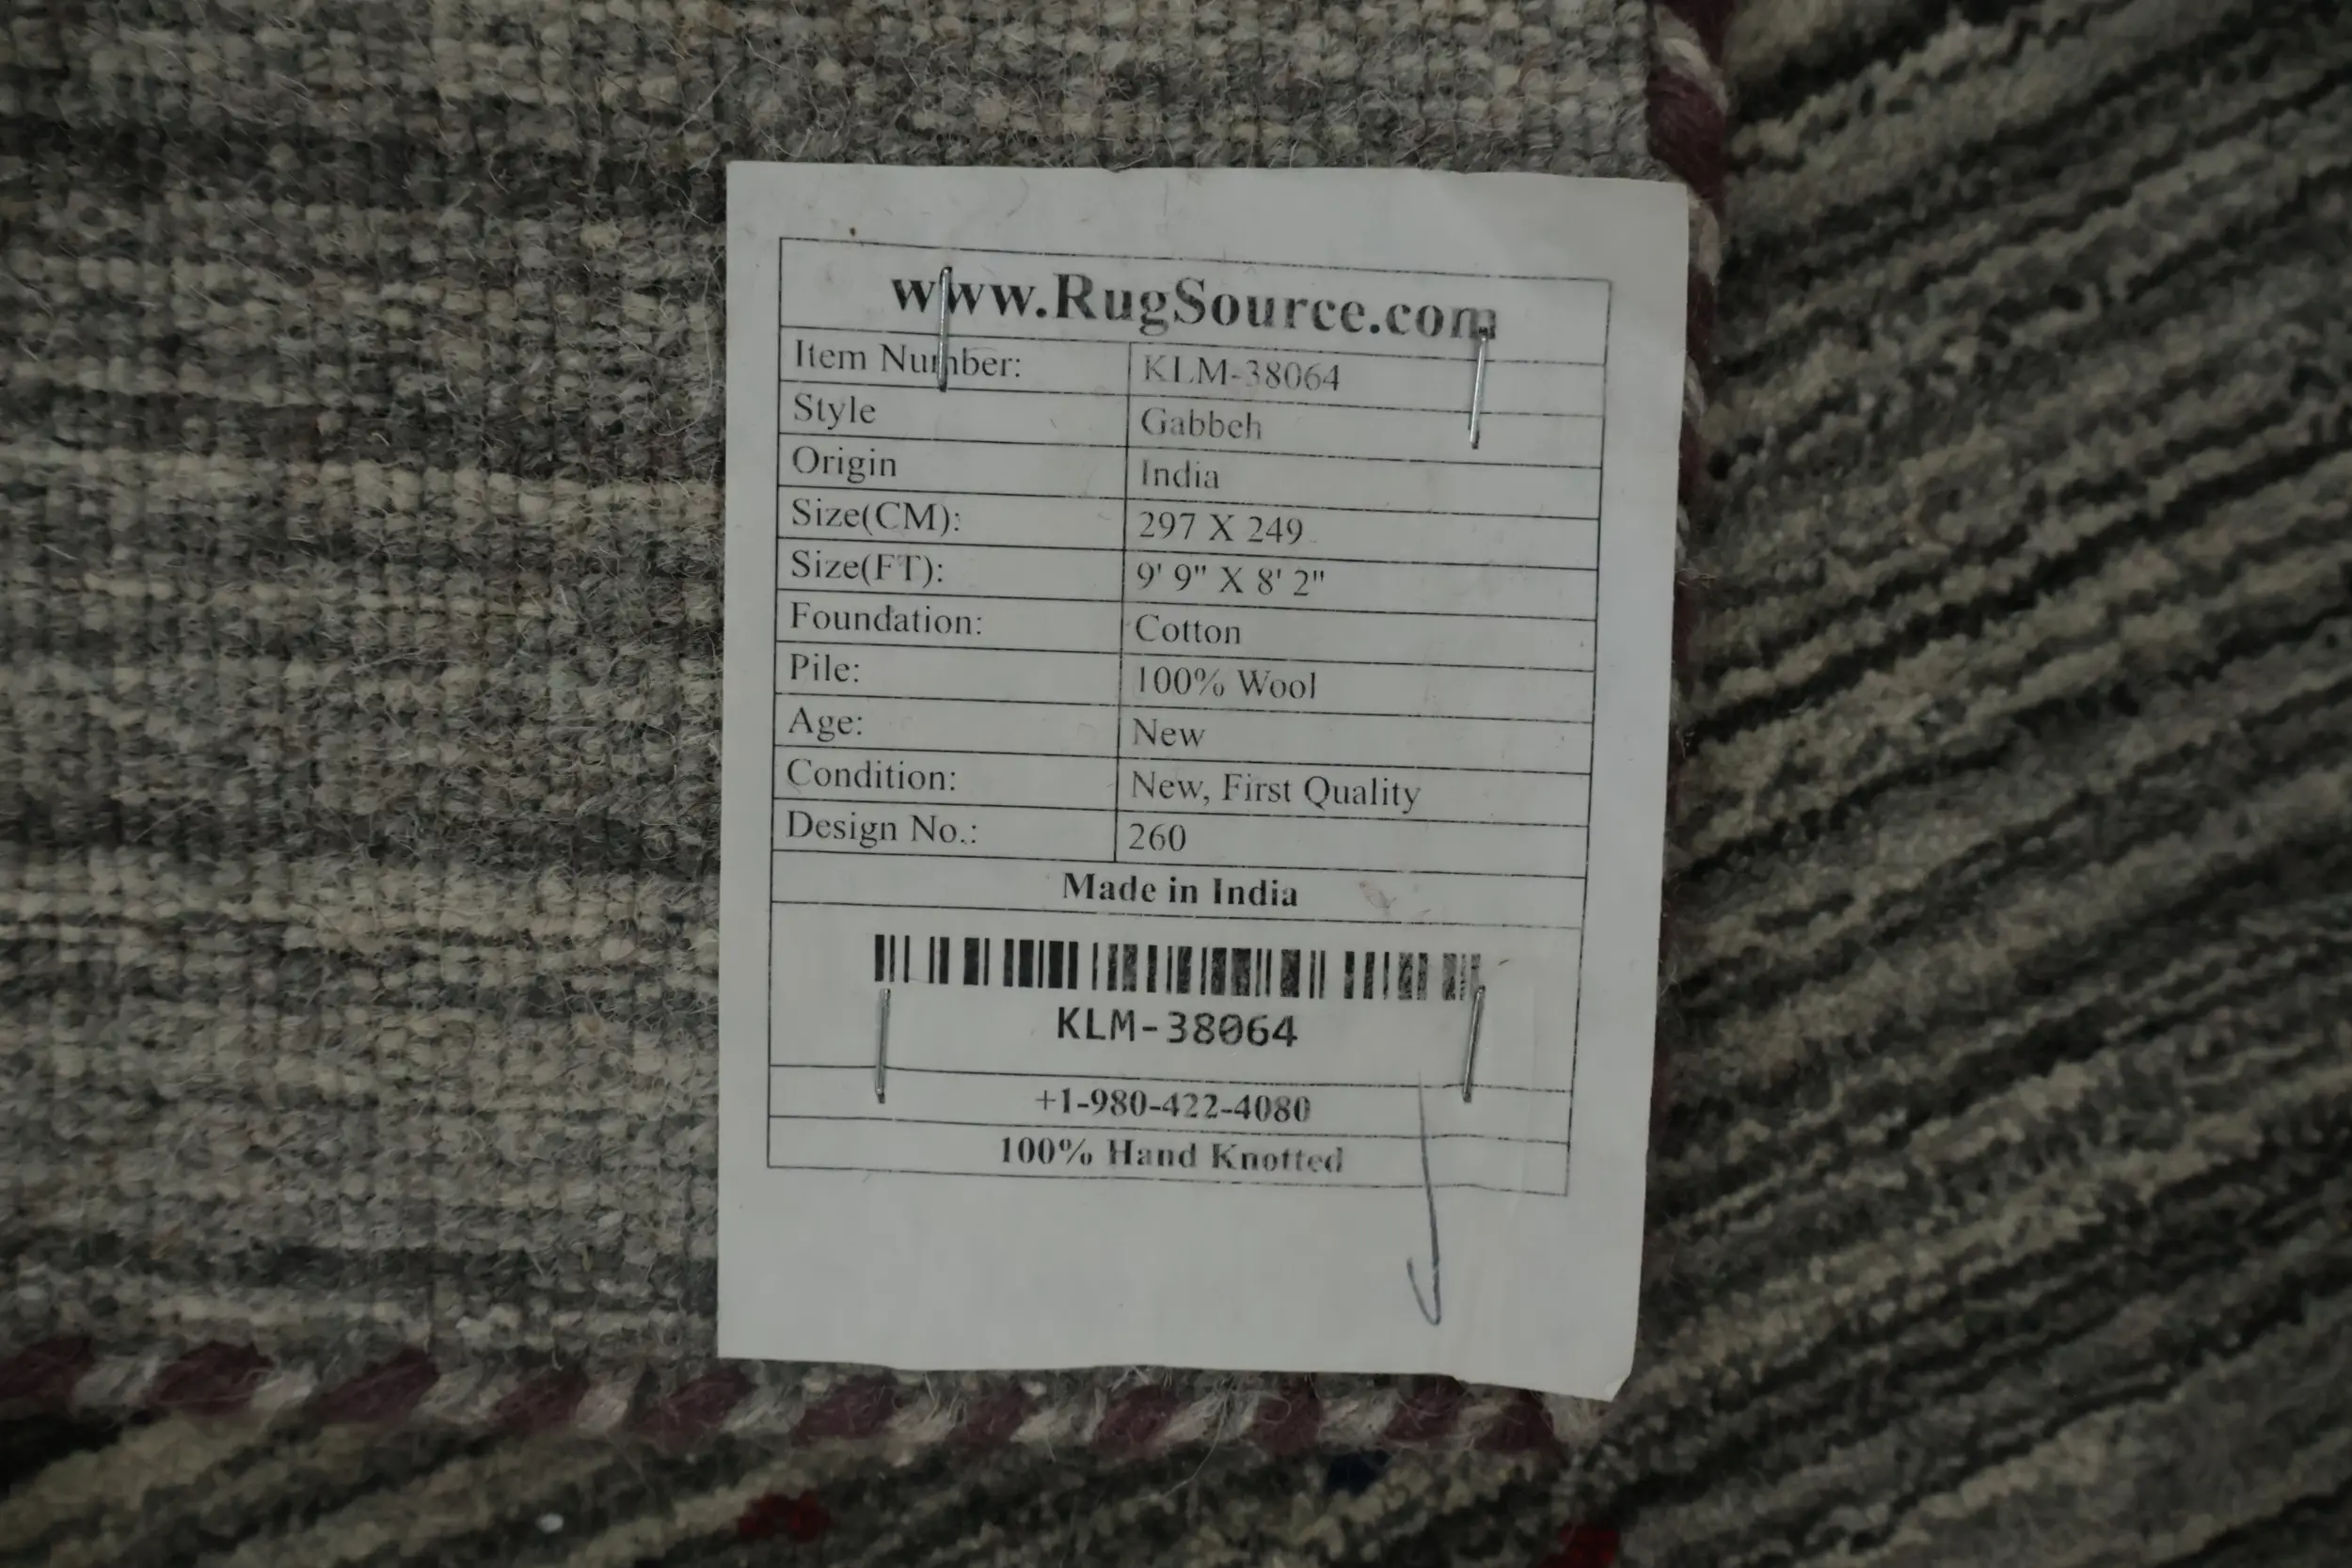 www.RugSource.com
Item Number: KLM-38064
Style Gabbeh
Origin India
Size(CM): 297 X 249
Size(FT): 9' 9" X 8' 2"
Foundation: Cotton
Pile: 100% Wool
Age: New
Condition: New, First Quality
Design No.: 260
Made in India
KLM-38064
+1-980-422-4080
100% Hand Knotted